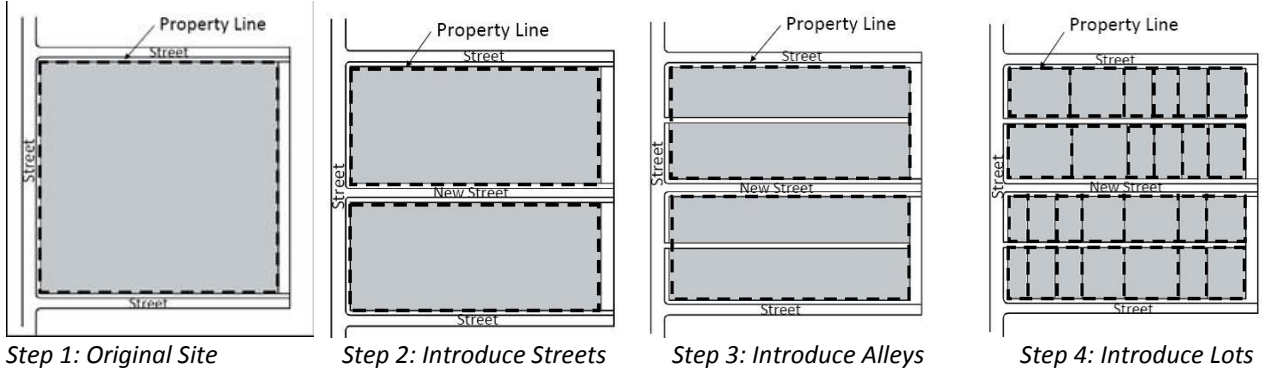 Property Line
Street
Street
Street
Step 1: Original Site
Property Line
Street
Street
New Street
Street
Step 2: Introduce Streets
Property Line
Street
Street
New Street
Street
Step 3: Introduce Alleys
Property Line
Street
Street
New Street
Street
Step 4: Introduce Lots